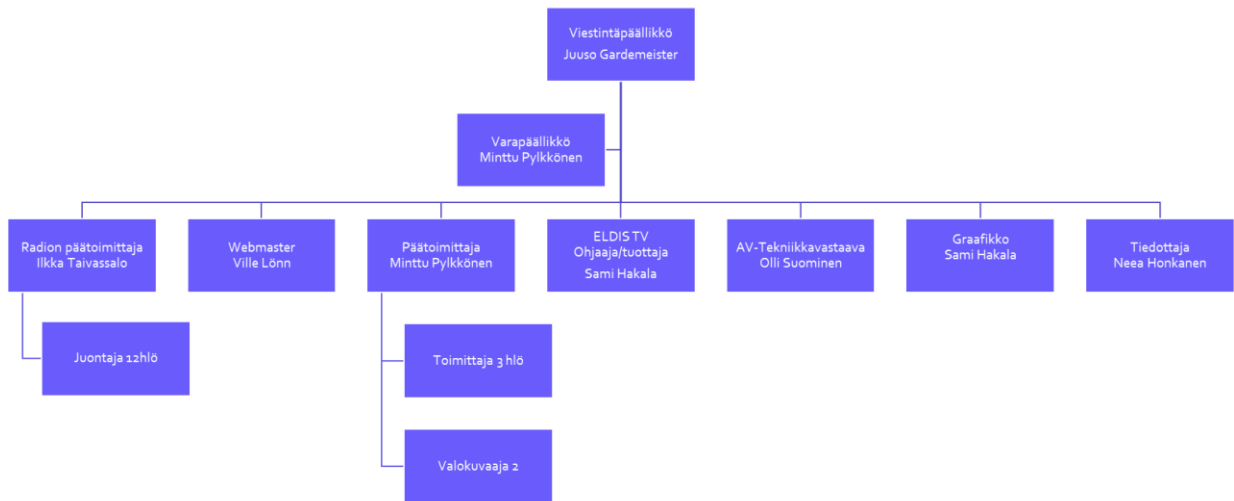 Viestintäpäällikkö
Juuso Gardemeister
Varapäällikkö
Minttu Pylkkönen
Radion päätoimittaja
Ilkka Taivassalo
Webmaster
Ville Lönn
Päätoimittaja
Minttu Pylkkönen
ELDIS TV
Ohjaaja/tuottaja
Sami Hakala
AV-Tekniikkavastaava
Olli Suominen
Graafikko
Sami Hakala
Tiedottaja
Neea Honkanen
Juontaja 12hlö
Toimittaja 3 hlö
Valokuvaaja 2